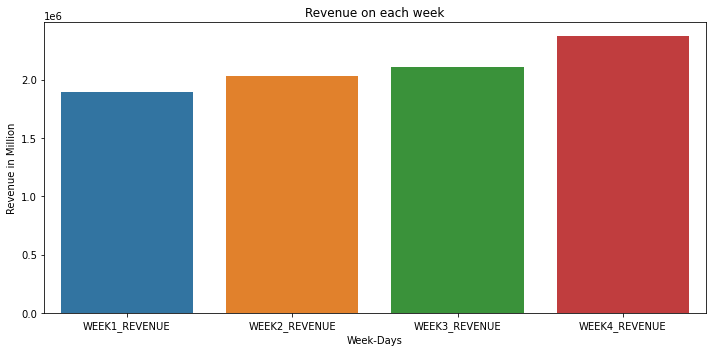 Revenue on each week
1e6
2.0
1.5
1.0
0.5
0.0
Revenue in Million
WEEK1_REVENUE WEEK2_REVENUE WEEK3_REVENUE WEEK4_REVENUE
Week-Days